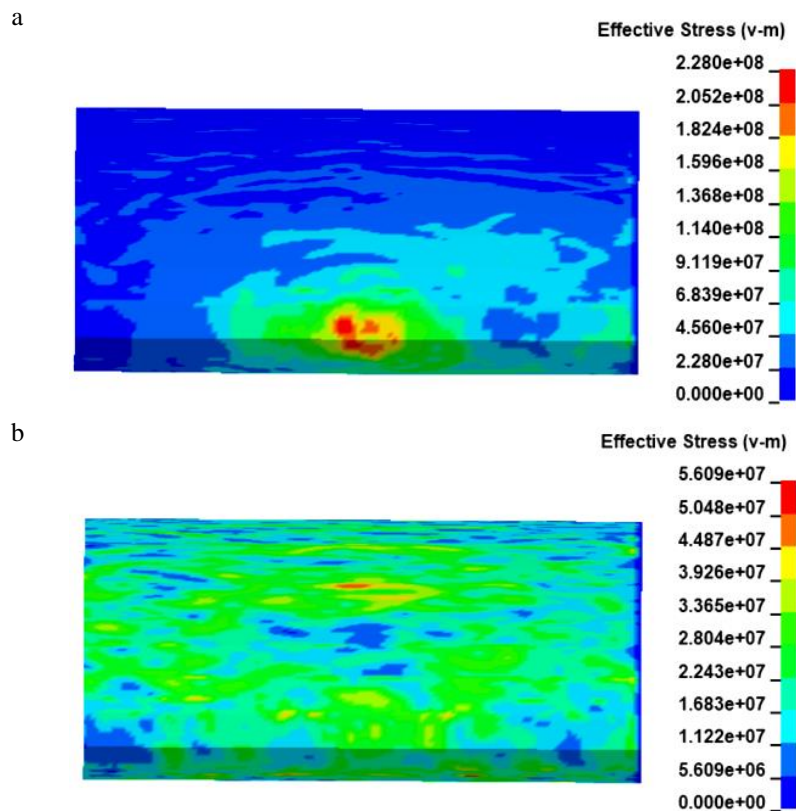 a
Effective Stress (v-m)
2.280e+08
2.052e+08
1.824e+08
1.596e+08
1.368e+08
1.140e+08
9.119e+07
6.839e+07
4.560e+07
2.280e+07
0.000e+00
b
Effective Stress (v-m)
5.609e+07
5.048e+07
4.487e+07
3.926e+07
3.365e+07
2.804e+07
2.243e+07
1.683e+07
1.122e+07
5.609e+06
0.000e+00